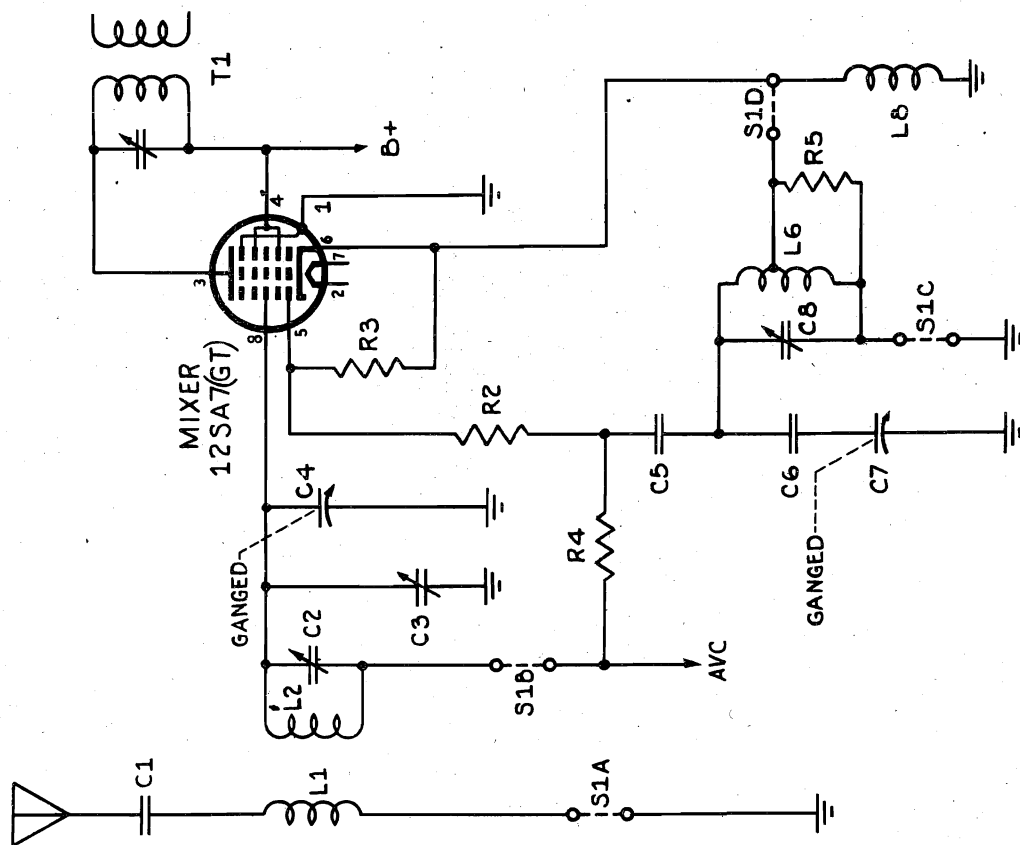 T1
B+
4
1
3
6
7
2
8
5
MIXER
12SA7(GT)
R3
R2
C4
GANGED
C3
C2
L2
S1B
AVC
R4
C5
C6
C7
GANGED
C8
L6
R5
S1D
L8
S1C
C1
L1
S1A